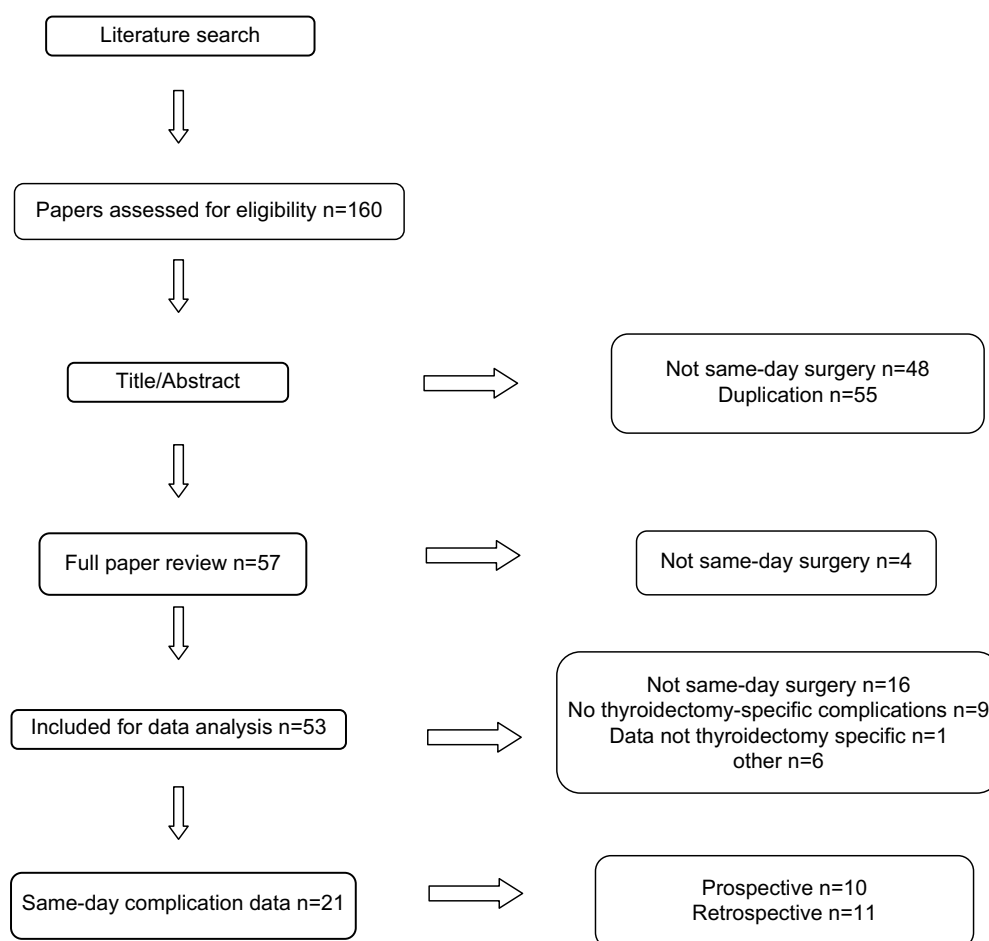 Literature search
Papers assessed for eligibility n=160
Title/Abstract
Not same-day surgery n=48
Duplication n=55
Full paper review n=57
Not same-day surgery n=4
Included for data analysis n=53
Not same-day surgery n=16
No thyroidectomy-specific complications n=9
Data not thyroidectomy specific n=1
other n=6
Same-day complication data n=21
Prospective n=10
Retrospective n=11